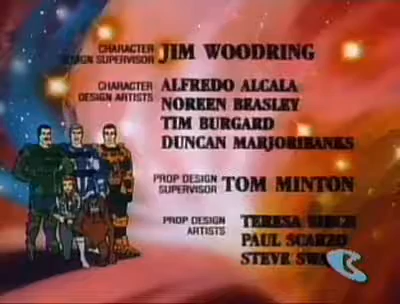 CHARACTER
DESIGN SUPERVISOR JIM WOODRING
CHARACTER
DESIGN ARTISTS
ALFREDO ALCALA
NOREEN BEASLEY
TIM BURGARD
DUNCAN MARJORIBANKS
PROP DESIGN
SUPERVISOR TOM MINTON
PROP DESIGN
ARTISTS
TERESA
PAUL SCARZO
STEVE